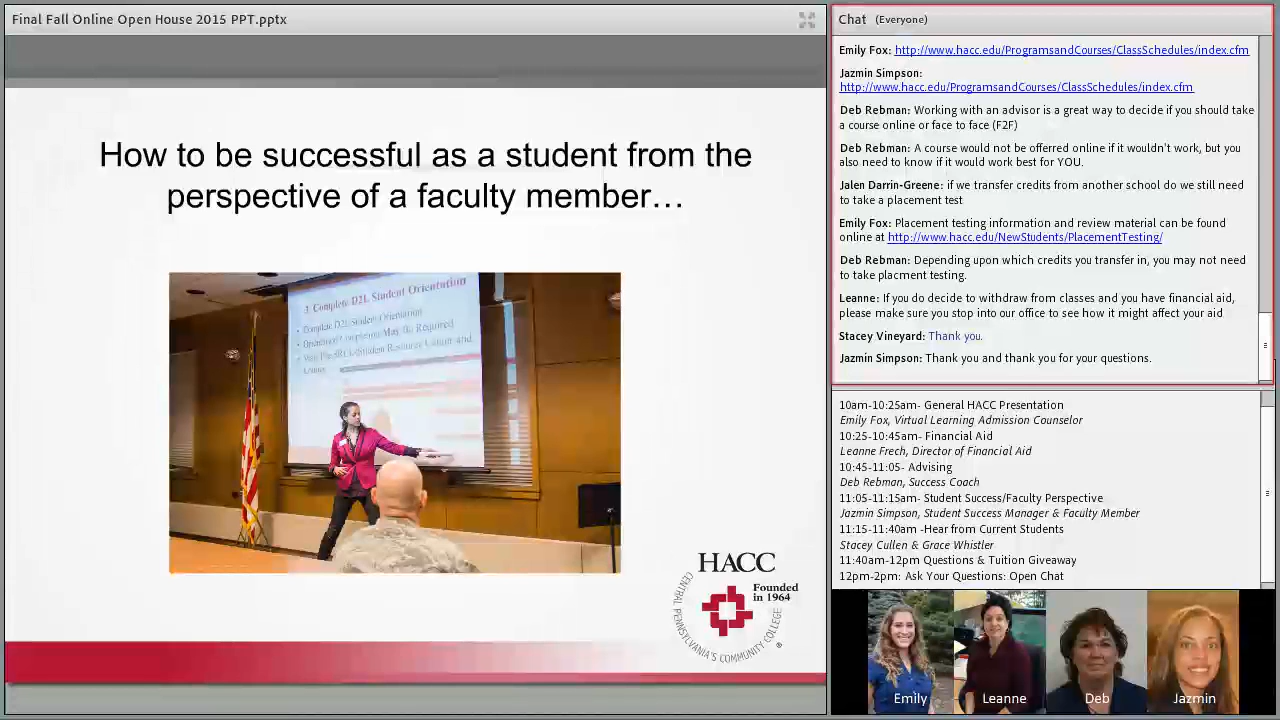 Final Fall Online Open House 2015 PPT.pptx
How to be successful as a student from the
perspective of a faculty member…
3. Complete D2L Student Orientation
Complete D2L Student Orientation
May Be Required
HACC
Founded
in 1964
CENTRAL PENNSYLVANIA'S COMMUNITY COLLEGE
®
Chat (Everyone)
Emily Fox: http://www.hacc.edu/ProgramsandCourses/ClassSchedules/index.cfm
Jazmin Simpson:
http://www.hacc.edu/ProgramsandCourses/ClassSchedules/index.cfm
Deb Rebman: Working with an advisor is a great way to decide if you should take
a course online or face to face (F2F)
Deb Rebman: A course would not be offerred online if it wouldn't work, but you
also need to know if it would work best for YOU.
Jalen Darrin-Greene: if we transfer credits from another school do we still need
to take a placement test
Emily Fox: Placement testing information and review material can be found
online at http://www.hacc.edu/NewStudents/PlacementTesting/
Deb Rebman: Depending upon which credits you transfer in, you may not need
to take placment testing.
Leanne: If you do decide to withdraw from classes and you have financial aid,
please make sure you stop into our office to see how it might affect your aid
Stacey Vineyard: Thank you.
Jazmin Simpson: Thank you and thank you for your questions.
10am-10:25am- General HACC Presentation
Emily Fox, Virtual Learning Admission Counselor
10:25-10:45am- Financial Aid
Leanne Frech, Director of Financial Aid
10:45-11:05- Advising
Deb Rebman, Success Coach
11:05-11:15am- Student Success/Faculty Perspective
Jazmin Simpson, Student Success Manager & Faculty Member
11:15-11:40am -Hear from Current Students
Stacey Cullen & Grace Whistler
11:40am-12pm Questions & Tuition Giveaway
12pm-2pm: Ask Your Questions: Open Chat
Emily
Leanne
Deb
Jazmin